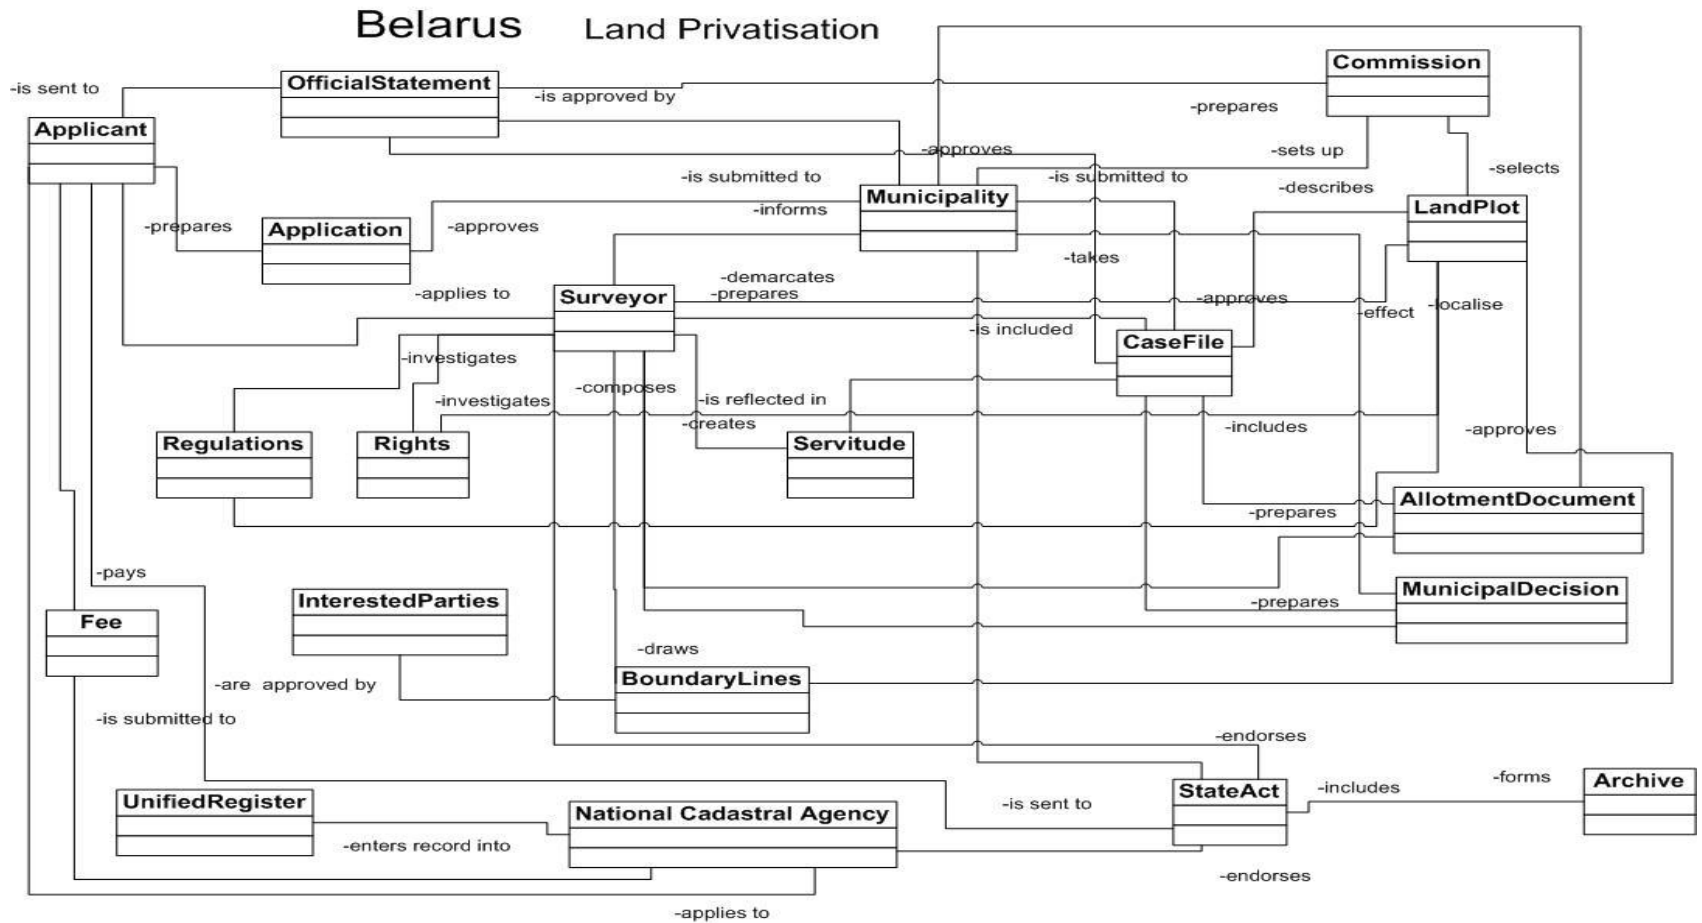 Belarus Land Privatisation
Commission
OfficialStatement
-is sent to
-is approved by
-prepares
Applicant
-approves
-sets up
-selects
-is submitted to
-is submitted to
-describes
Municipality
LandPlot
-informs
Application
-prepares
-approves
-takes
-demarcates
-applies to
Surveyor
-prepares
-approves
-localise
-effect
-is included
CaseFile
-investigates
-composes
-investigates
-is reflected in
-creates
-includes
-approves
Regulations
Rights
Servitude
AllotmentDocument
-prepares
-pays
InterestedParties
MunicipalDecision
-prepares
Fee
-draws
BoundaryLines
-are approved by
-is submitted to
-endorses
StateAct
-includes
-forms
Archive
UnifiedRegister
National Cadastral Agency
-is sent to
-enters record into
-endorses
-applies to